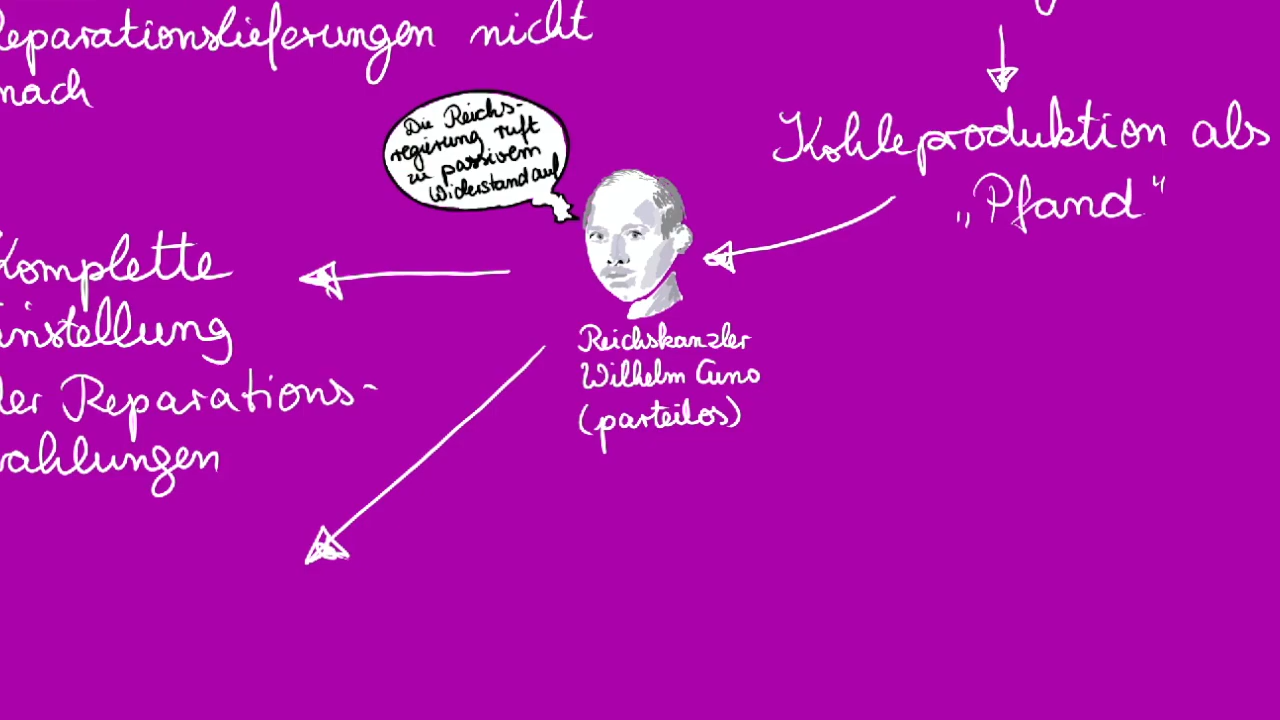 eparationslieferungen nicht
nach
Die Reichs-
regierung ruft
zu passivem
Widerstand auf
Kohleproduktion als
„Pfand“
Komplette
instellung
der Reparations-
ahlungen
Reichskanzler
Wilhelm Cuno
(parteilos)